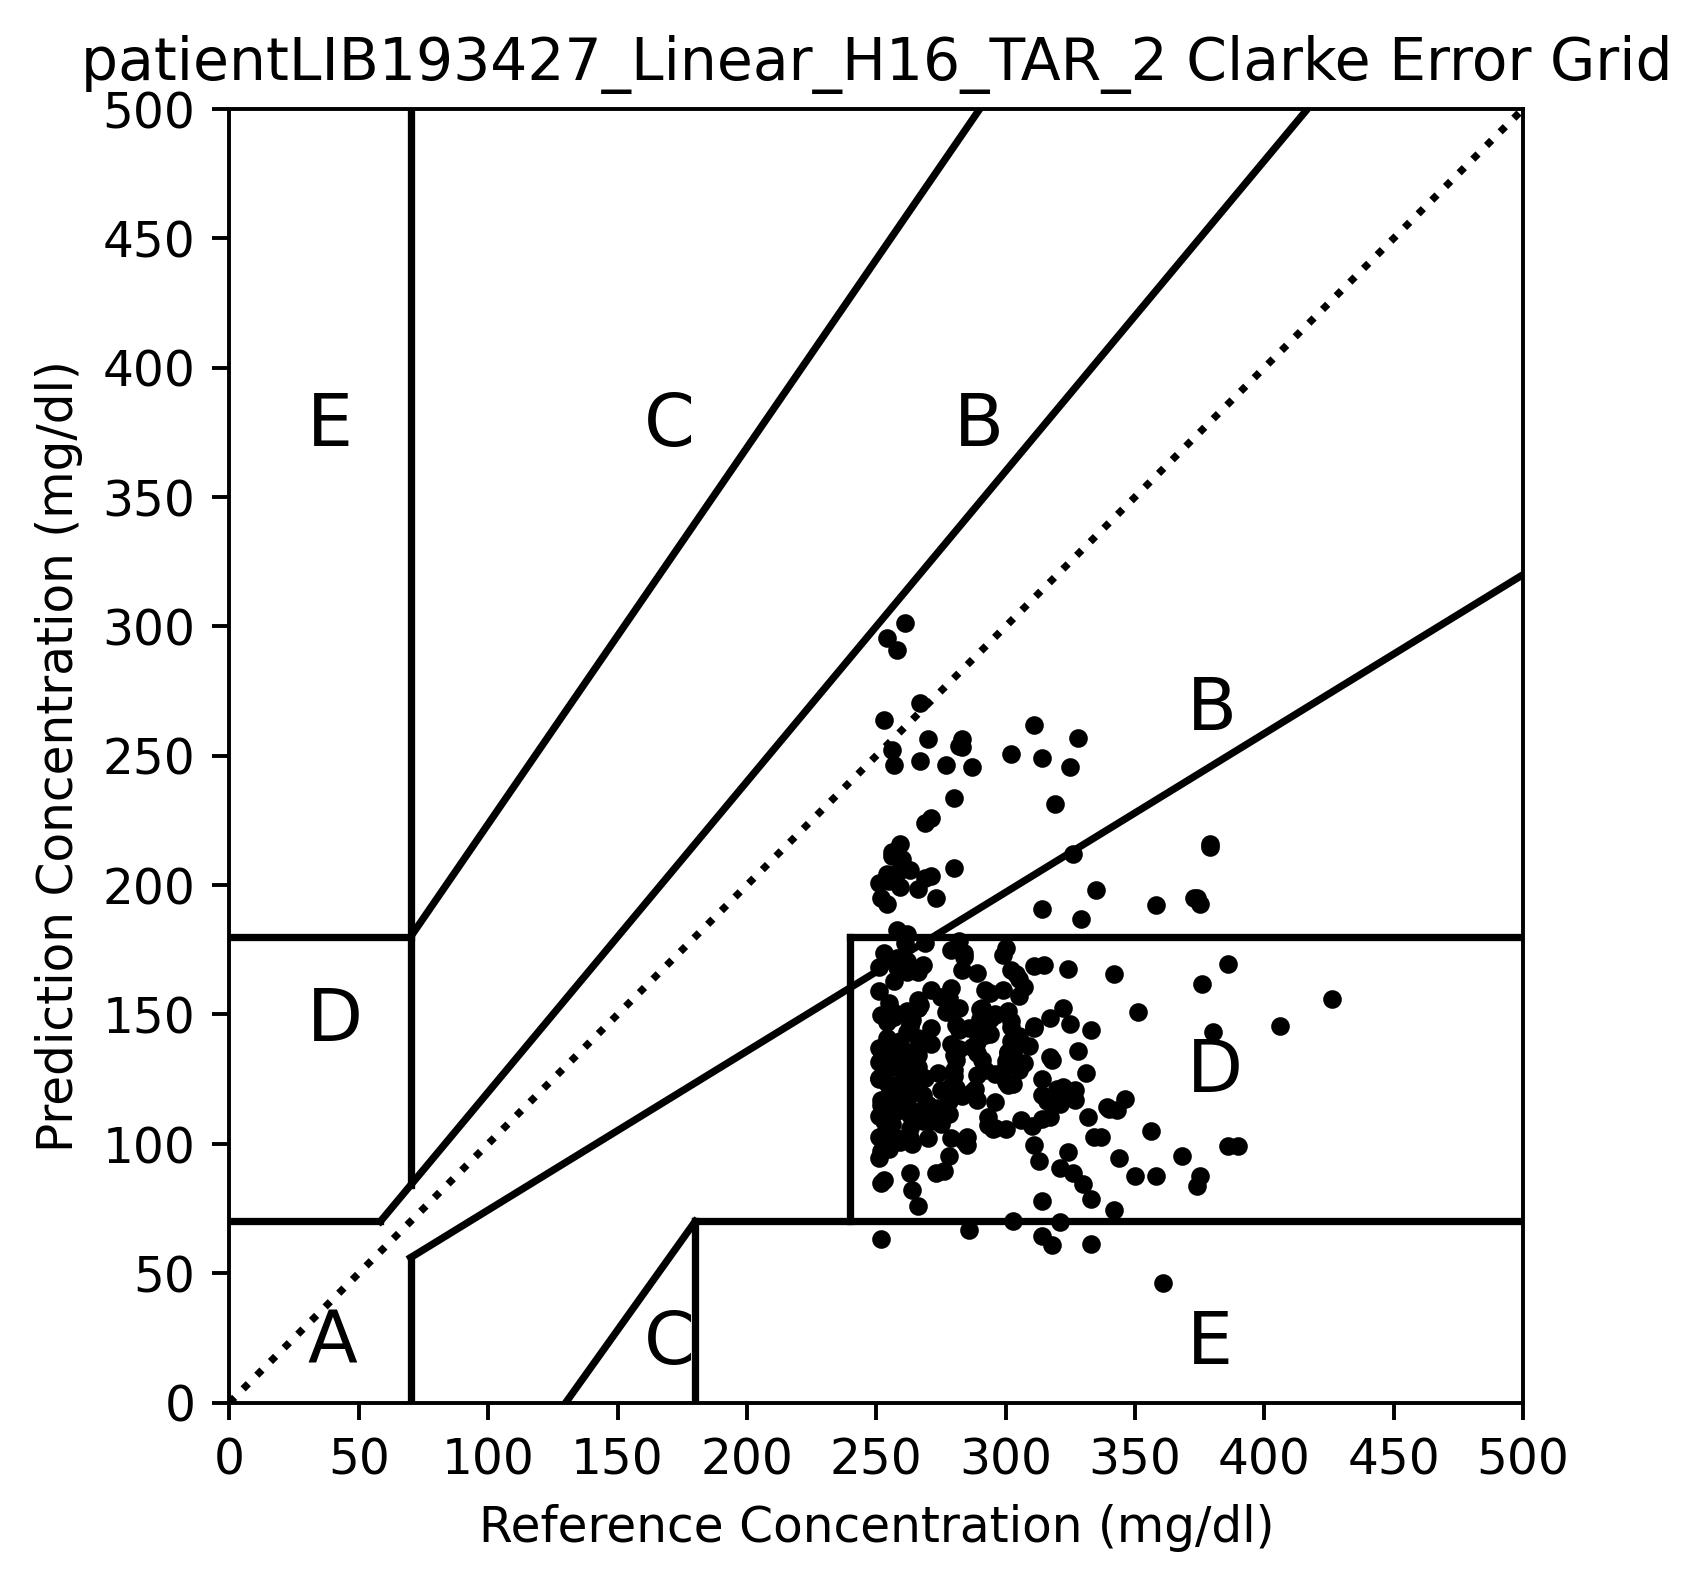 patientLIB193427_Linear_H16_TAR_2 Clarke Error Grid
500
450
400
350
300
250
200
150
100
50
0
Prediction Concentration (mg/dl)
E
C
B
B
D
D
A
C
E
0 50 100 150 200 250 300 350 400 450 500
Reference Concentration (mg/dl)